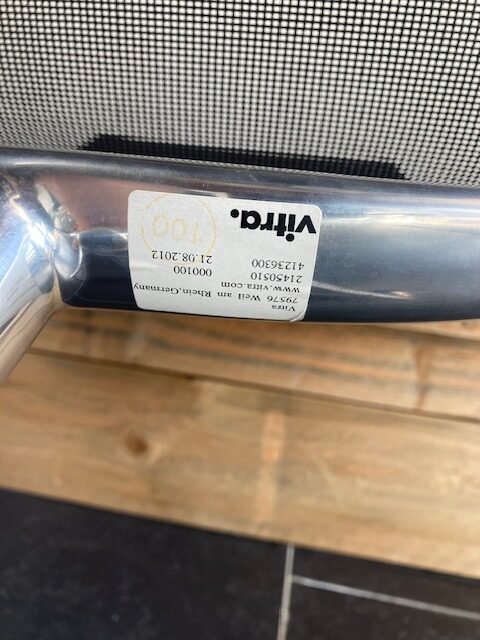 Vitra
79576 Weil am Rhein,Germany
www.vitra.com
21450510 000100
41236300 21.08.2012
vitra.
100